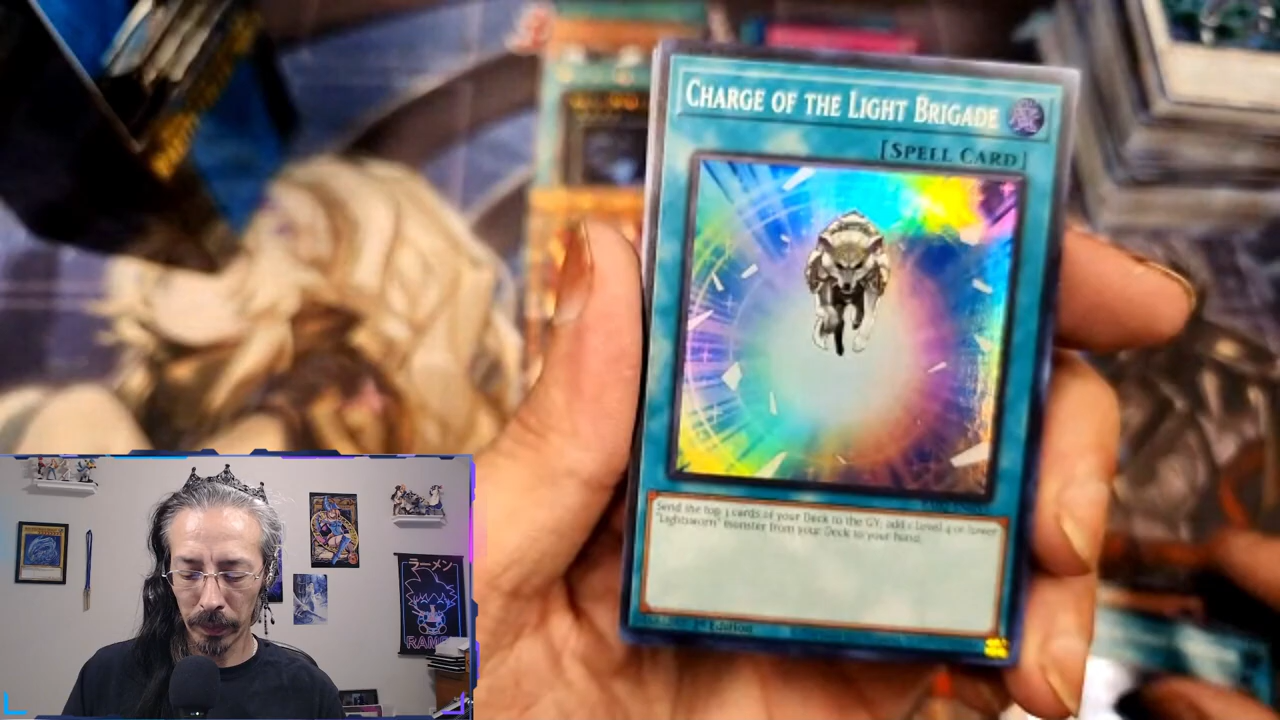 CHARGE OF THE LIGHT BRIGADE
[SPELL CARD]
Send the top 3 cards of your Deck to the GY; add 1 Level 4 or lower
"Lightsworn" monster from your Deck to your hand.
1st Edition
ラーメン
RAM